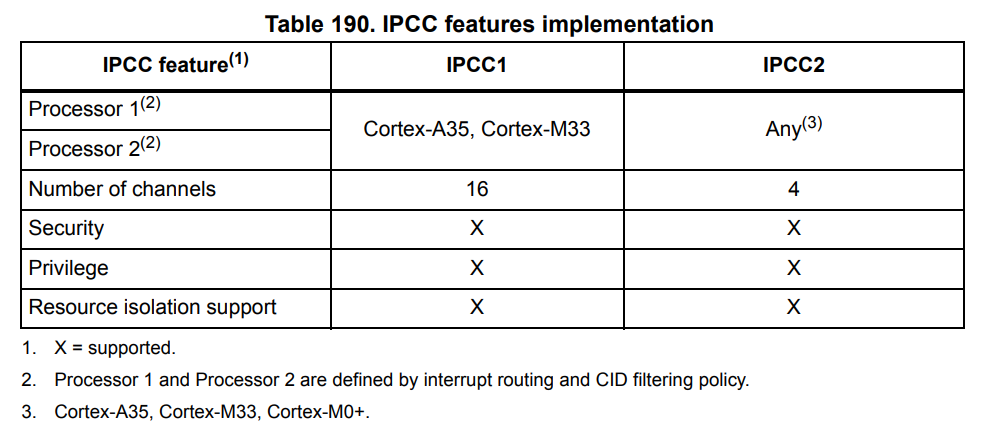 Table 190. IPCC features implementation
IPCC feature(1) IPCC1 IPCC2
Processor 1(2)
Cortex-A35, Cortex-M33 Any(3)
Processor 2(2)
Number of channels 16 4
Security X X
Privilege X X
Resource isolation support X X
1. X = supported.
2. Processor 1 and Processor 2 are defined by interrupt routing and CID filtering policy.
3. Cortex-A35, Cortex-M33, Cortex-M0+.